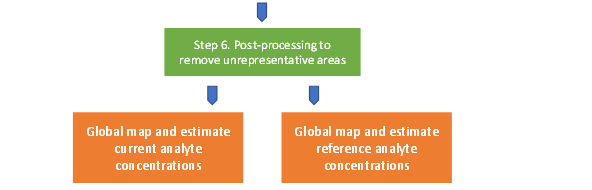 Step 6. Post-processing to
remove unrepresentative areas
Global map and estimate
current analyte
concentrations
Global map and estimate
reference analyte
concentrations